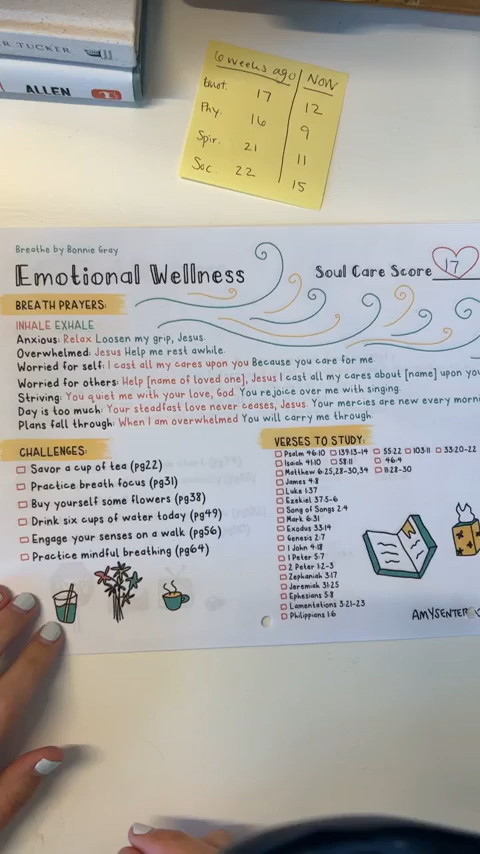 R TUCKER
ALLEN
6 weeks ago Now
Emot. 17 12
Phy. 16 9
Spir. 21 11
Soc. 22 15
Breathe by Bonnie Gray
Emotional Wellness
Soul Care Score 17
BREATH PRAYERS:
INHALE EXHALE
Anxious: Relax Loosen my grip, Jesus.
Overwhelmed: Jesus Help me rest awhile.
Worried for self: I cast all my cares upon you Because you care for me.
Worried for others: Help [name of loved one], Jesus I cast all my cares about [name] upon you
Striving: You quiet me with your love, God. You rejoice over me with singing.
Day is too much: Your steadfast love never ceases, Jesus. Your mercies are new every morni
Plans fall through: When I am overwhelmed You will carry me through.
CHALLENGES:
Savor a cup of tea (pg22)
Practice breath focus (pg31)
Buy yourself some flowers (pg38)
Drink six cups of water today (pg49)
Engage your senses on a walk (pg56)
Practice mindful breathing (pg64)
VERSES TO STUDY:
Psalm 46:10 139:13-14 55:22 103:11 33:20-22
Isaiah 41:10 58:11 46:4
Matthew 6:25,28-30,34 11:28-30
James 4:8
Luke 1:37
Ezekiel 37:5-6
Song of Songs 2:4
Mark 6:31
Exodus 33:14
Genesis 2:7
1 John 4:18
1 Peter 5:7
2 Peter 1:2-3
Zephaniah 3:17
Jeremiah 31:25
Ephesians 5:8
Lamentations 3:21-23
Philippians 1:6
AMYSENTER